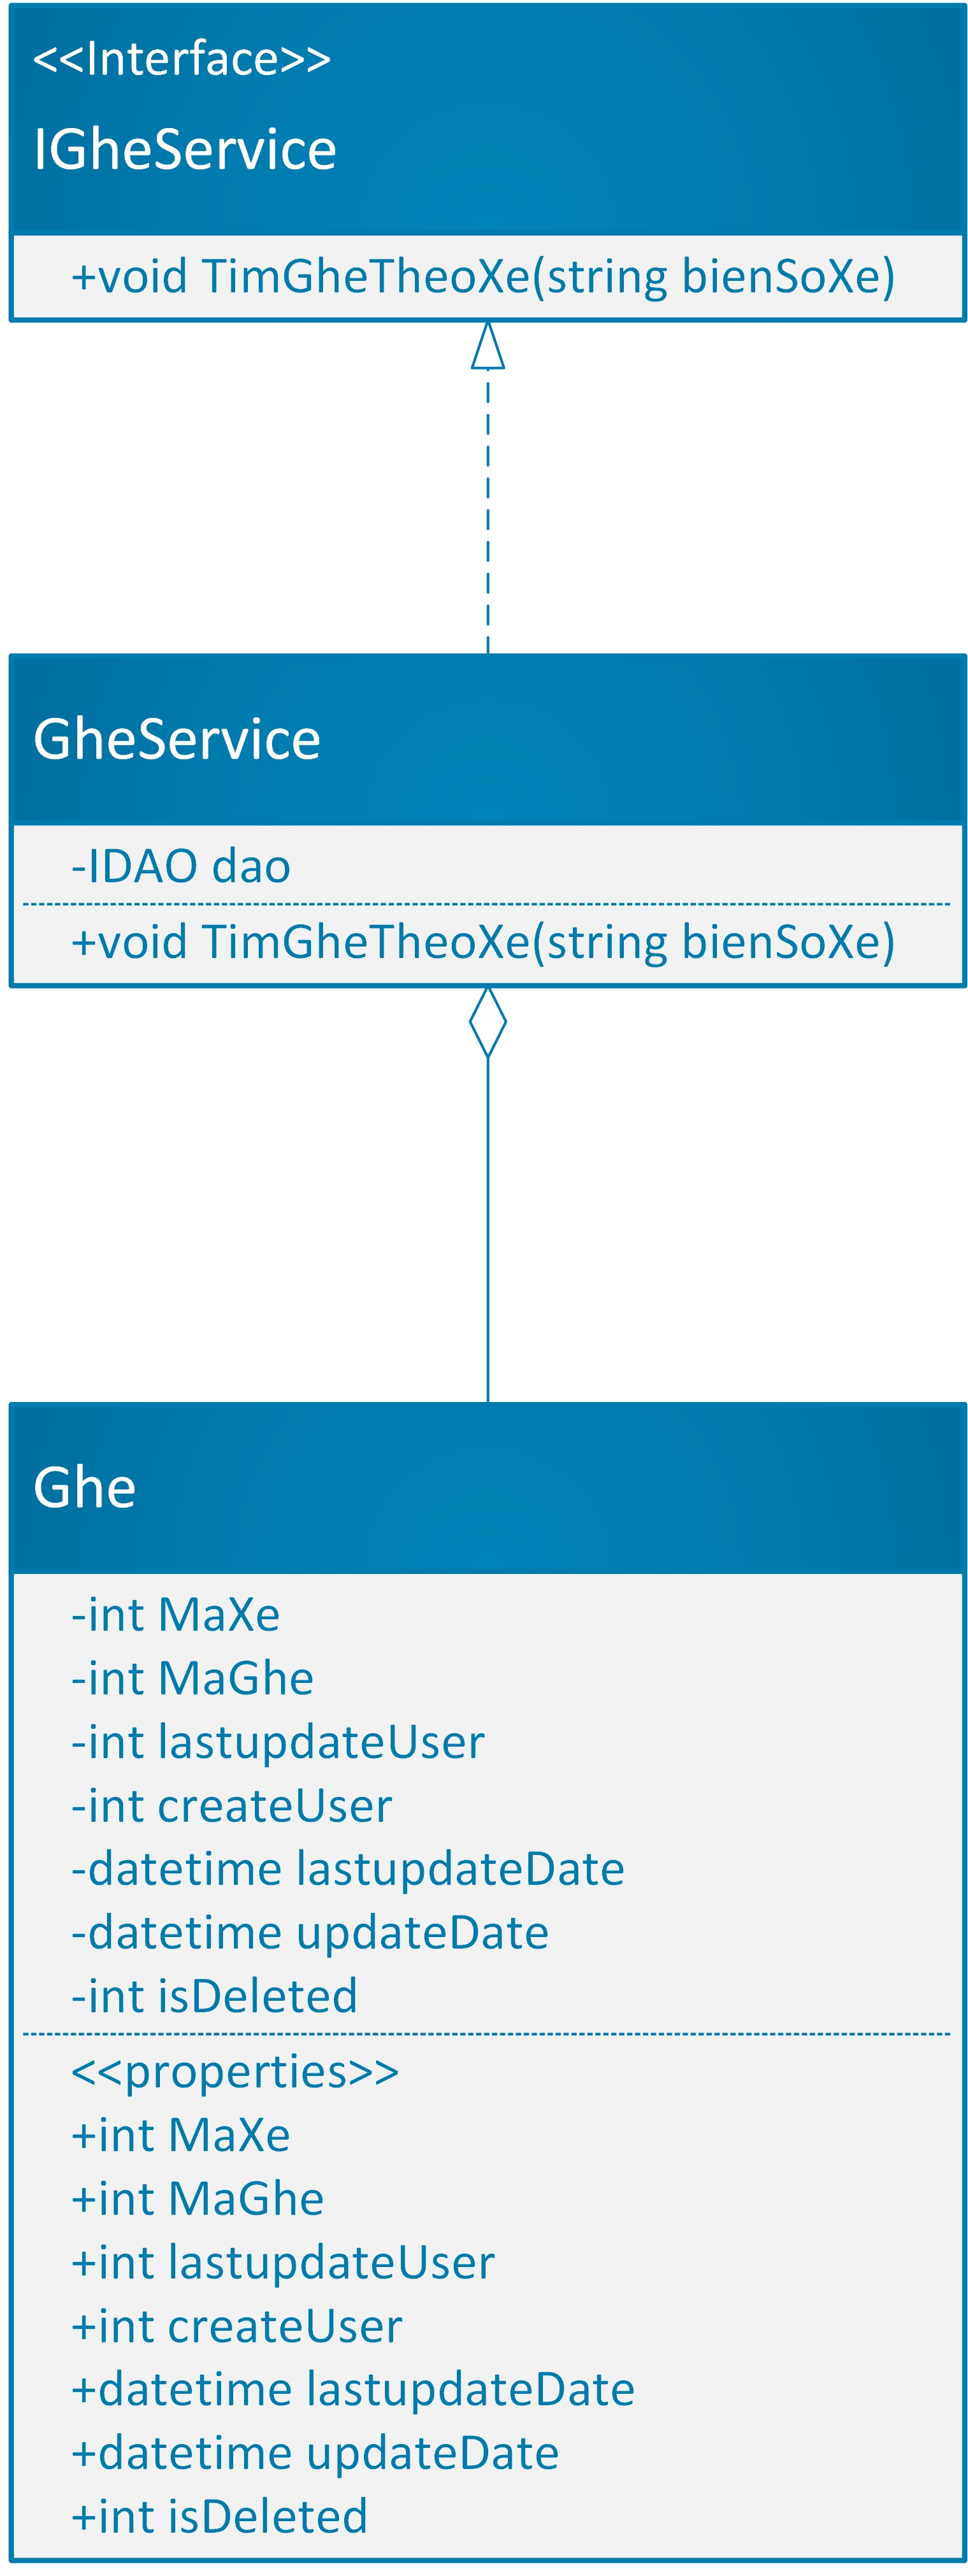 <<Interface>>
IGheService
+void TimGheTheoXe(string bienSoXe)
GheService
-IDAO dao
+void TimGheTheoXe(string bienSoXe)
Ghe
-int MaXe
-int MaGhe
-int lastupdateUser
-int createUser
-datetime lastupdateDate
-datetime updateDate
-int isDeleted
<<properties>>
+int MaXe
+int MaGhe
+int lastupdateUser
+int createUser
+datetime lastupdateDate
+datetime updateDate
+int isDeleted